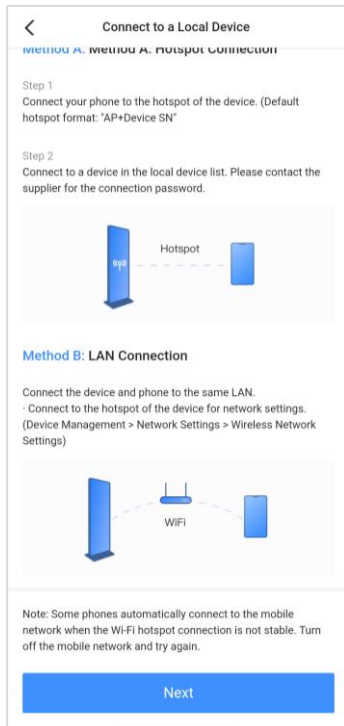 Connect to a Local Device
Method A: Method A: Hotspot Connection
Step 1
Connect your phone to the hotspot of the device. (Default
hotspot format: "AP+Device SN"
Step 2
Connect to a device in the local device list. Please contact the
supplier for the connection password.
Hotspot
Method B: LAN Connection
Connect the device and phone to the same LAN.
· Connect to the hotspot of the device for network settings.
(Device Management > Network Settings > Wireless Network
Settings)
WiFi
Note: Some phones automatically connect to the mobile
network when the Wi-Fi hotspot connection is not stable. Turn
off the mobile network and try again.
Next